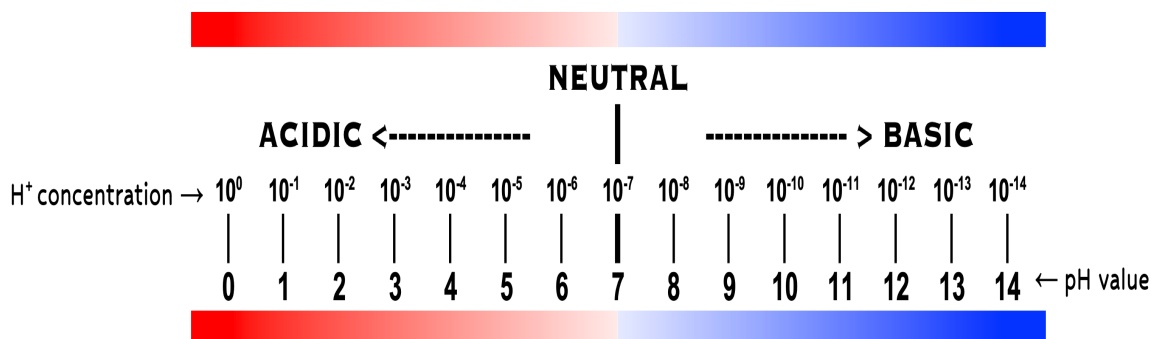 NEUTRAL
ACIDIC <--------------- ---------------> BASIC
H⁺ concentration → 10⁰ 10⁻¹ 10⁻² 10⁻³ 10⁻⁴ 10⁻⁵ 10⁻⁶ 10⁻⁷ 10⁻⁸ 10⁻⁹ 10⁻¹⁰ 10⁻¹¹ 10⁻¹² 10⁻¹³ 10⁻¹⁴
0 1 2 3 4 5 6 7 8 9 10 11 12 13 14 ← pH value